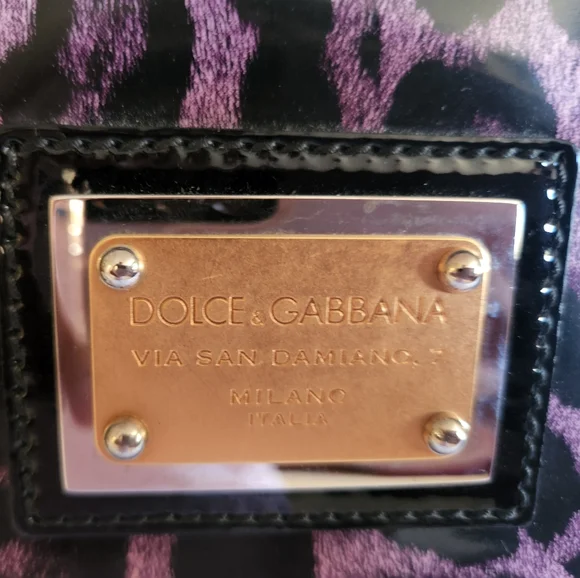 DOLCE & GABBANA
VIA SAN DAMIANO, 7
MILANO
ITALIA